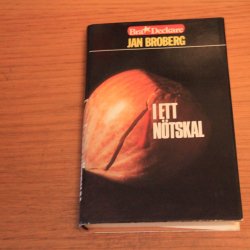 Bra Deckare
JAN BROBERG
I ETT
NÖTSKAL